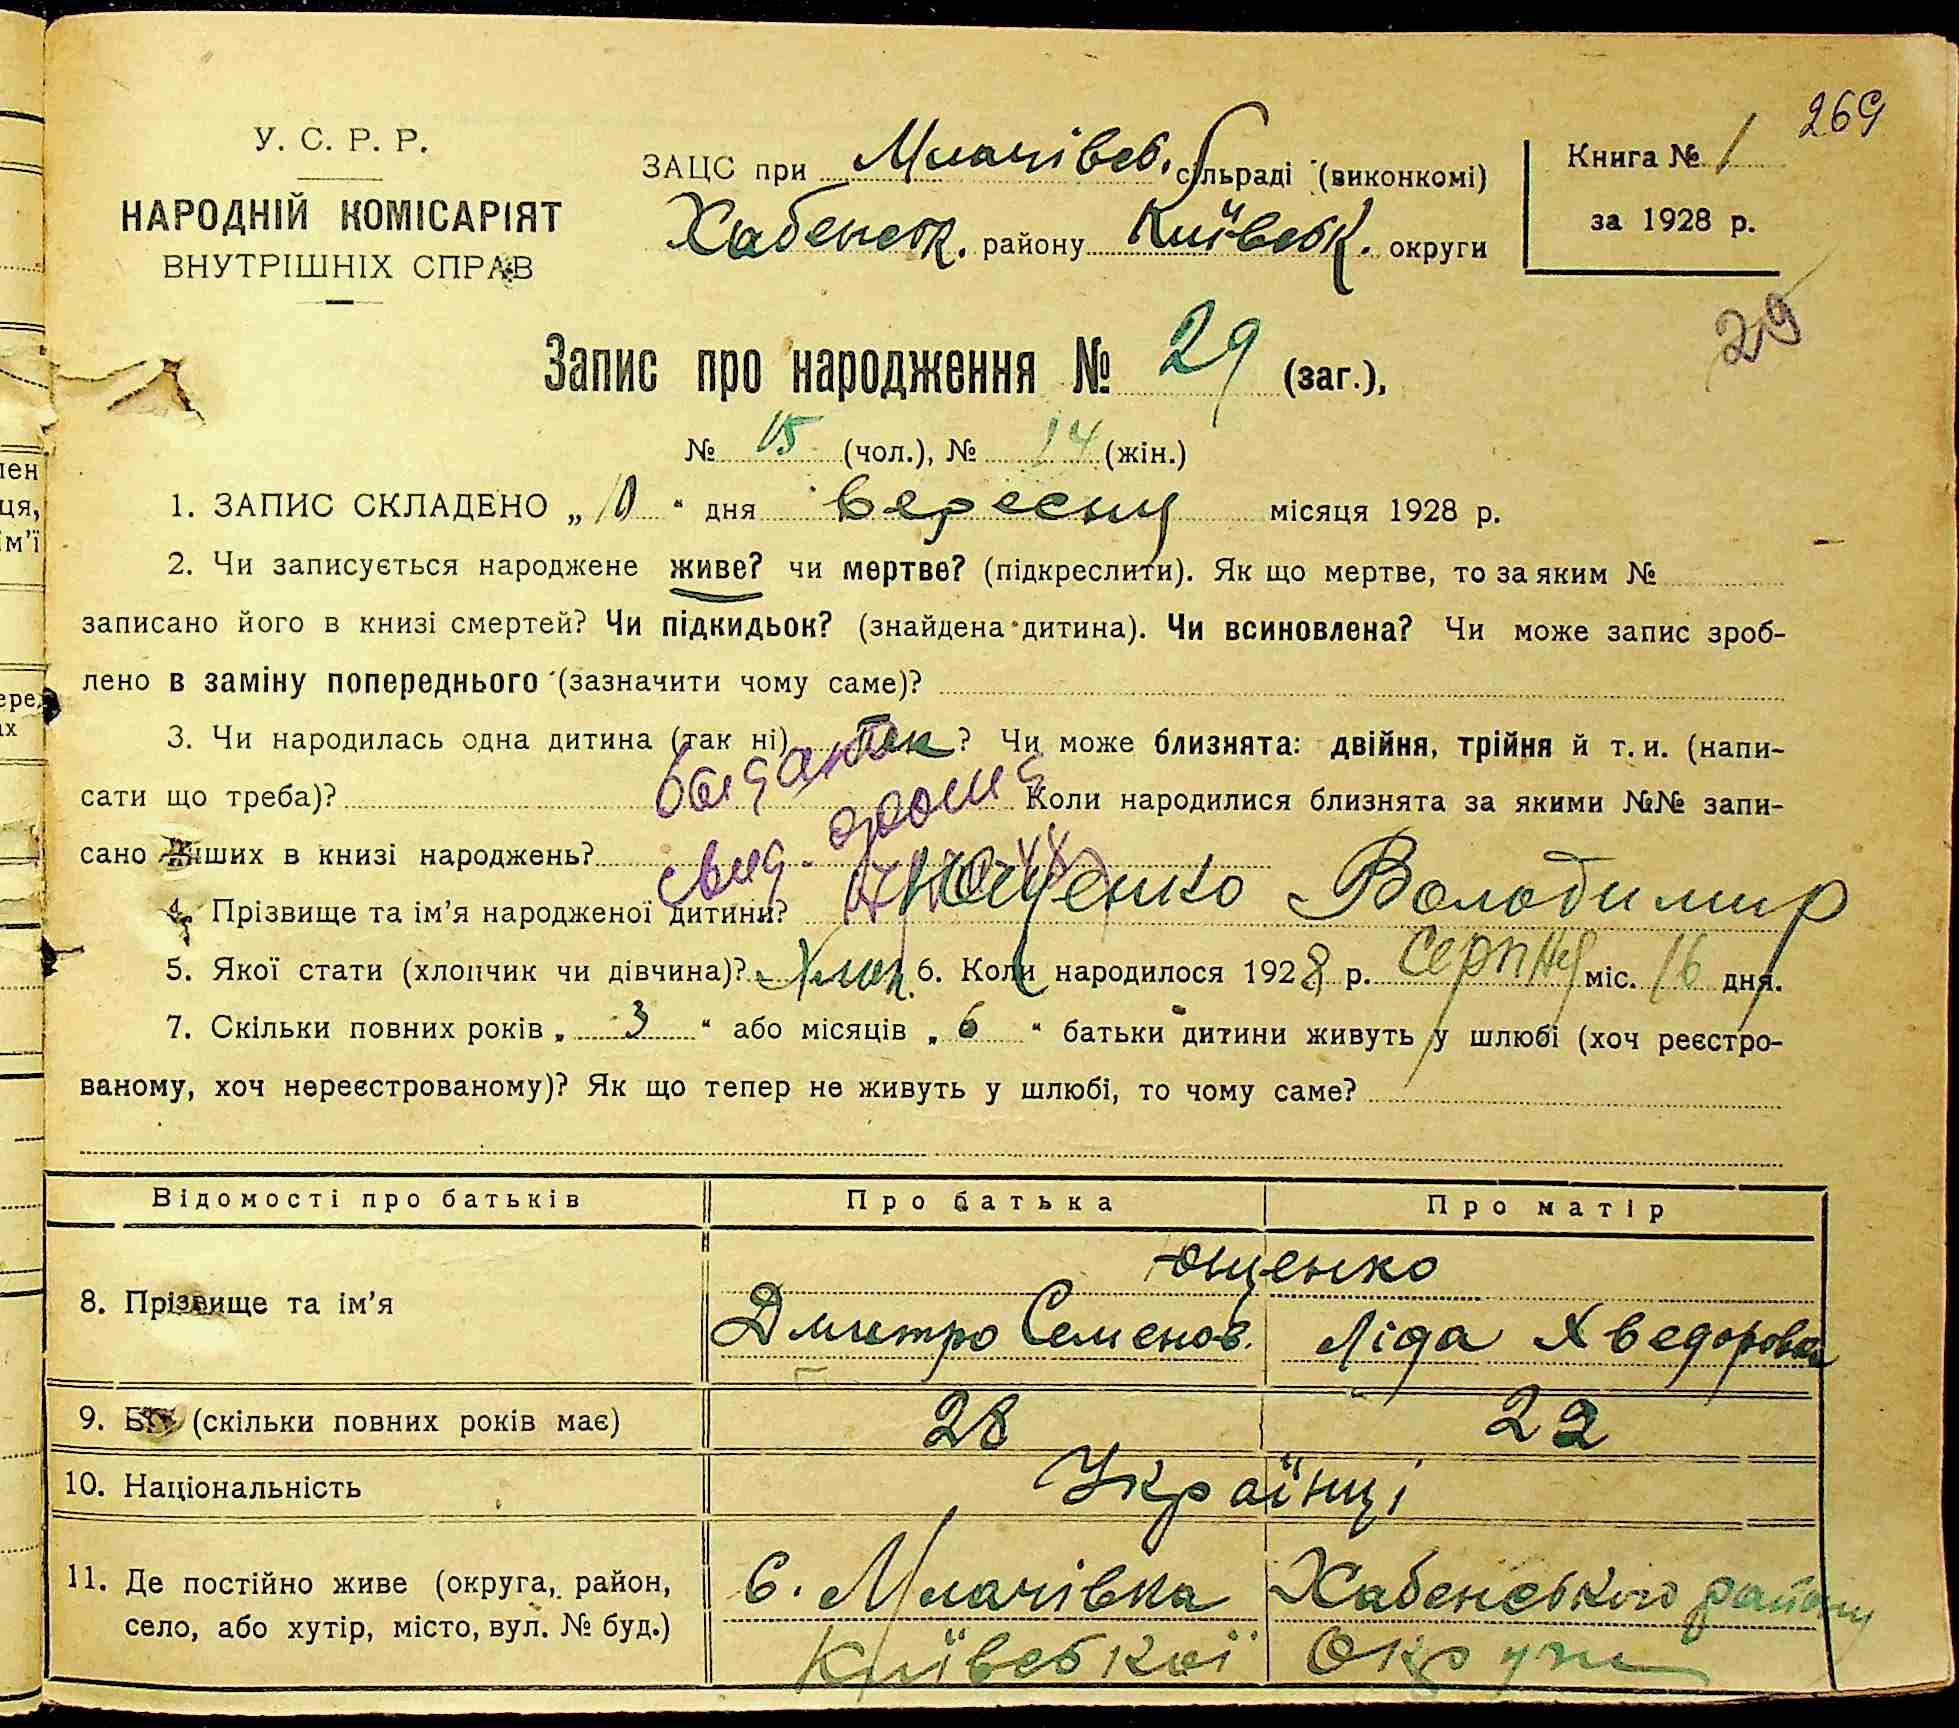 269
У. С. Р. Р.
НАРОДНІЙ КОМІСАРІЯТ
ВНУТРІШНІХ СПРАВ
ЗАЦС при Млачівсь. сільраді (виконкомі)
Хабенськ. району Київськ. округи
Книга № 1
за 1928 р.
29
Запис про народження № 29 (заг.),
№ 15 (чол.), № 14 (жін.)
1. ЗАПИС СКЛАДЕНО „ 10 “ дня вересня місяця 1928 р.
2. Чи записується народжене живе? чи мертве? (підкреслити). Як що мертве, то за яким №
записано його в книзі смертей? Чи підкидьок? (знайдена дитина). Чи всиновлена? Чи може запис зроб-
лено в заміну попереднього (зазначити чому саме)?
3. Чи народилась одна дитина (так ні) так? Чи може близнята: двійня, трійня й т. и. (напи-
сати що треба)? Коли народилися близнята за якими №№ запи-
сано інших в книзі народжень?
4. Прізвище та ім’я народженої дитини? Ющенко Володимир
5. Якої стати (хлопчик чи дівчина)? Хлоп. 6. Коли народилося 1928 р. Серпня міс. 16 дня.
7. Скільки повних років „ 3 “ або місяців „ 6 “ батьки дитини живуть у шлюбі (хоч реєстро-
ваному, хоч нереєстрованому)? Як що тепер не живуть у шлюбі, то чому саме?
Відомості про батьків Про батька Про матір
Ющенко
8. Прізвище та ім’я Дмитро Семенов. Ліда Хведоровна
9. Вік (скільки повних років має) 28 22
10. Національність Українці
11. Де постійно живе (округа, район, С. Млачівка Хабенського району
село, або хутір, місто, вул. № буд.) Київської Округи